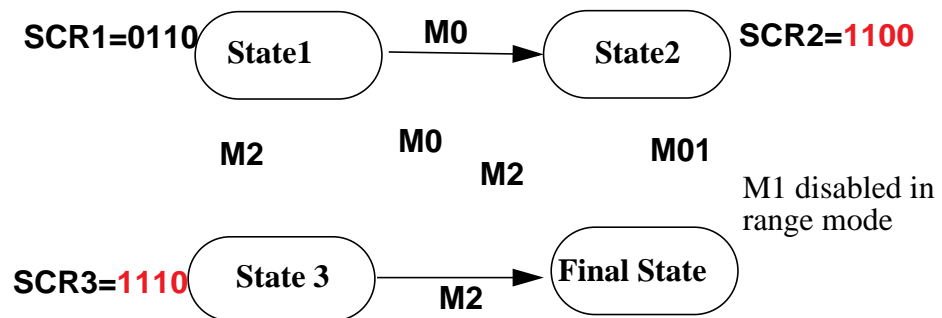 SCR1=0110
State1
M0
State2
SCR2=1100
M2
M0
M2
M01
M1 disabled in
range mode
SCR3=1110
State 3
M2
Final State